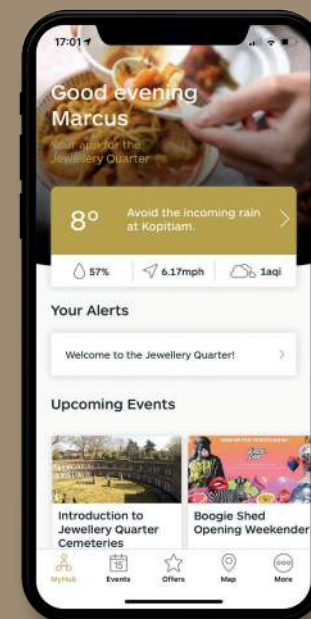 17:01
Good evening
Marcus
Your app for the
Jewellery Quarter
8°
Avoid the incoming rain
at Kopitiam.
57%
6.17mph
1aqi
Your Alerts
Welcome to the Jewellery Quarter!
Upcoming Events
Introduction to
Jewellery Quarter
Cemeteries
Boogie Shed
Opening Weekender
MyHub
15
Events
Offers
Map
More